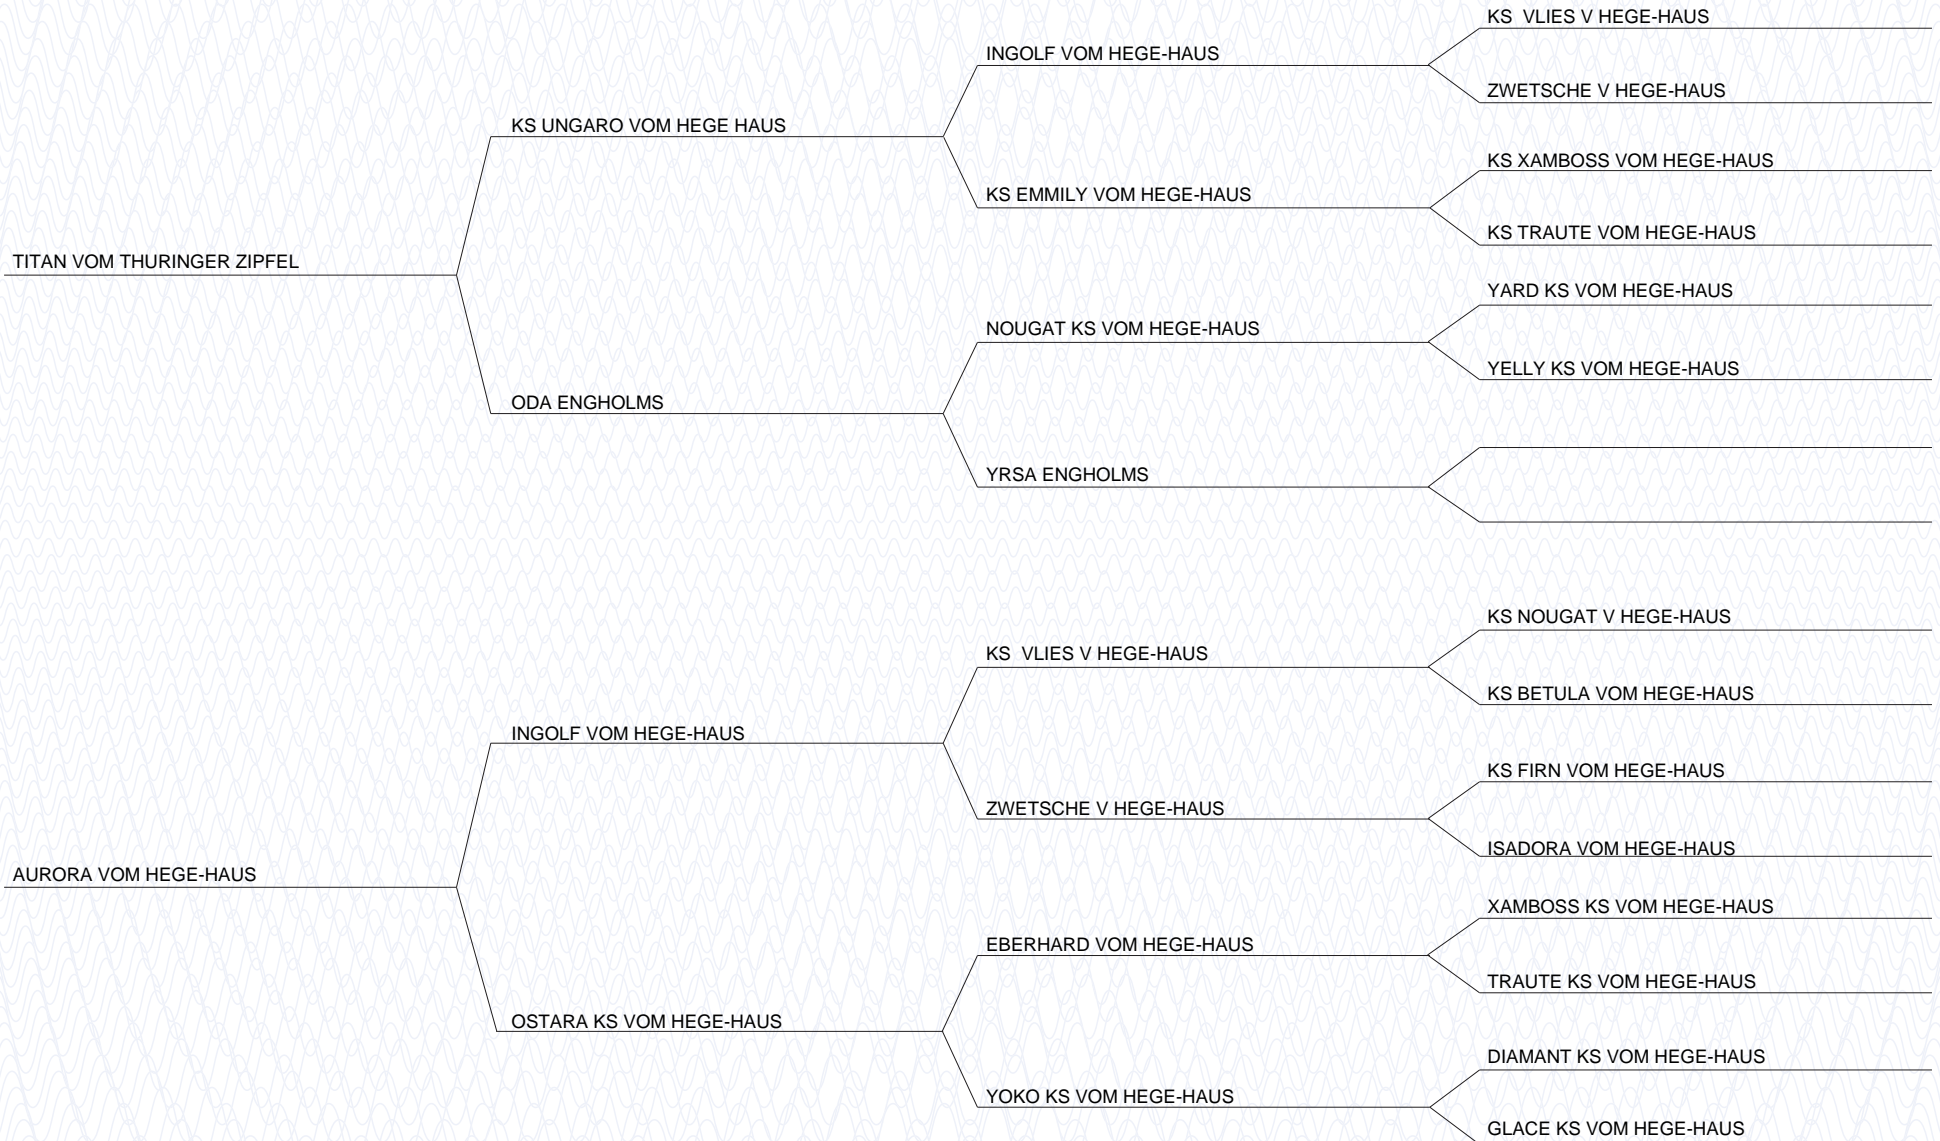 KS  VLIES V HEGE-HAUS
INGOLF VOM HEGE-HAUS
ZWETSCHE V HEGE-HAUS
KS UNGARO VOM HEGE HAUS
KS XAMBOSS VOM HEGE-HAUS
KS EMMILY VOM HEGE-HAUS
KS TRAUTE VOM HEGE-HAUS
TITAN VOM THURINGER ZIPFEL
YARD KS VOM HEGE-HAUS
NOUGAT KS VOM HEGE-HAUS
YELLY KS VOM HEGE-HAUS
ODA ENGHOLMS
YRSA ENGHOLMS
KS NOUGAT V HEGE-HAUS
KS  VLIES V HEGE-HAUS
KS BETULA VOM HEGE-HAUS
INGOLF VOM HEGE-HAUS
KS FIRN VOM HEGE-HAUS
ZWETSCHE V HEGE-HAUS
ISADORA VOM HEGE-HAUS
AURORA VOM HEGE-HAUS
XAMBOSS KS VOM HEGE-HAUS
EBERHARD VOM HEGE-HAUS
TRAUTE KS VOM HEGE-HAUS
OSTARA KS VOM HEGE-HAUS
DIAMANT KS VOM HEGE-HAUS
YOKO KS VOM HEGE-HAUS
GLACE KS VOM HEGE-HAUS